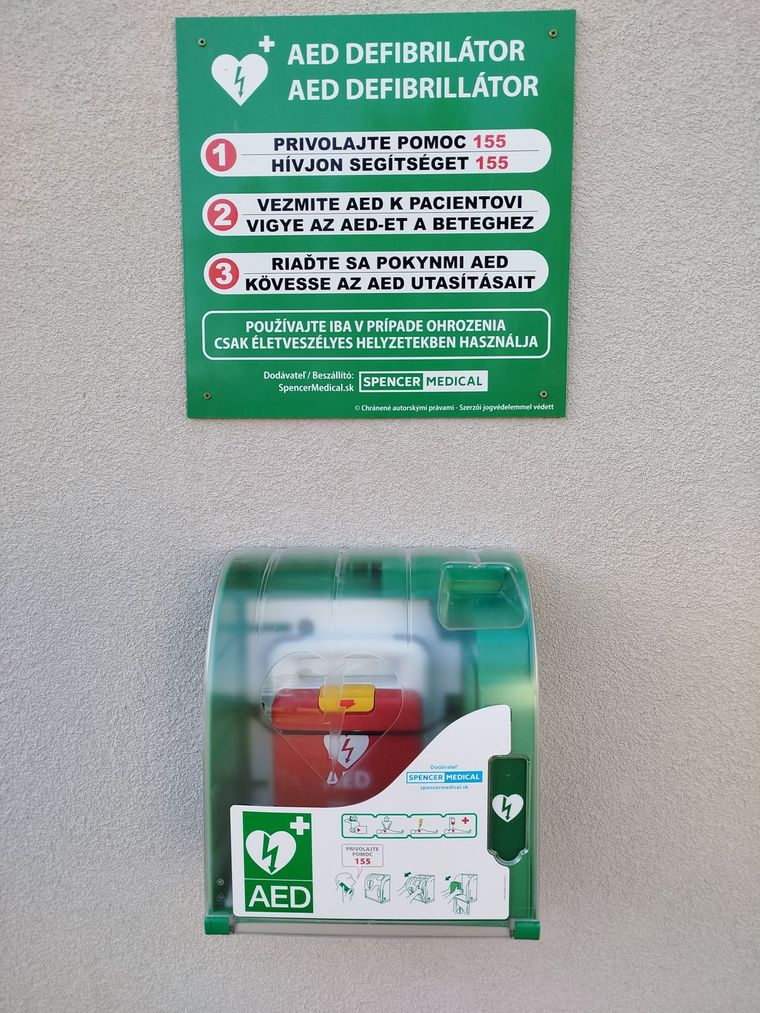 AED DEFIBRILÁTOR
AED DEFIBRILLÁTOR
1 PRIVOLAJTE POMOC 155
HÍVJON SEGÍTSÉGET 155
2 VEZMITE AED K PACIENTOVI
VIGYE AZ AED-ET A BETEGHEZ
3 RIAĎTE SA POKYNMI AED
KÖVESSE AZ AED UTASÍTÁSAIT
POUŽÍVAJTE IBA V PRÍPADE OHROZENIA
CSAK ÉLETVESZÉLYES HELYZETEKBEN HASZNÁLJA
Dodávateľ / Beszállító:
SpencerMedical.sk
SPENCER MEDICAL
© Chránené autorskými právami - Szerzői jogvédelemmel védett
AED
Dodávateľ:
SPENCER MEDICAL
spencermedical.sk
PRIVOLAJTE
POMOC
155
AED